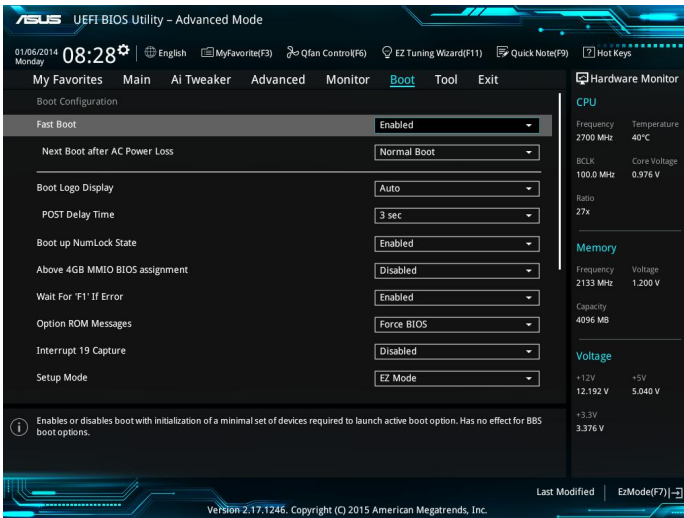 ASUS UEFI BIOS Utility – Advanced Mode
01/06/2014
Monday
08:28
English
MyFavorite(F3)
Qfan Control(F6)
EZ Tuning Wizard(F11)
Quick Note(F9)
? Hot Keys
My Favorites Main Ai Tweaker Advanced Monitor Boot Tool Exit
Boot Configuration
Fast Boot Enabled
Next Boot after AC Power Loss Normal Boot
Boot Logo Display Auto
POST Delay Time 3 sec
Boot up NumLock State Enabled
Above 4GB MMIO BIOS assignment Disabled
Wait For 'F1' If Error Enabled
Option ROM Messages Force BIOS
Interrupt 19 Capture Disabled
Setup Mode EZ Mode
Enables or disables boot with initialization of a minimal set of devices required to launch active boot option. Has no effect for BBS
boot options.
Hardware Monitor
CPU
Frequency Temperature
2700 MHz 40°C
BCLK Core Voltage
100.0 MHz 0.976 V
Ratio
27x
Memory
Frequency Voltage
2133 MHz 1.200 V
Capacity
4096 MB
Voltage
+12V +5V
12.192 V 5.040 V
+3.3V
3.376 V
Last Modified EzMode(F7)
Version 2.17.1246. Copyright (C) 2015 American Megatrends, Inc.